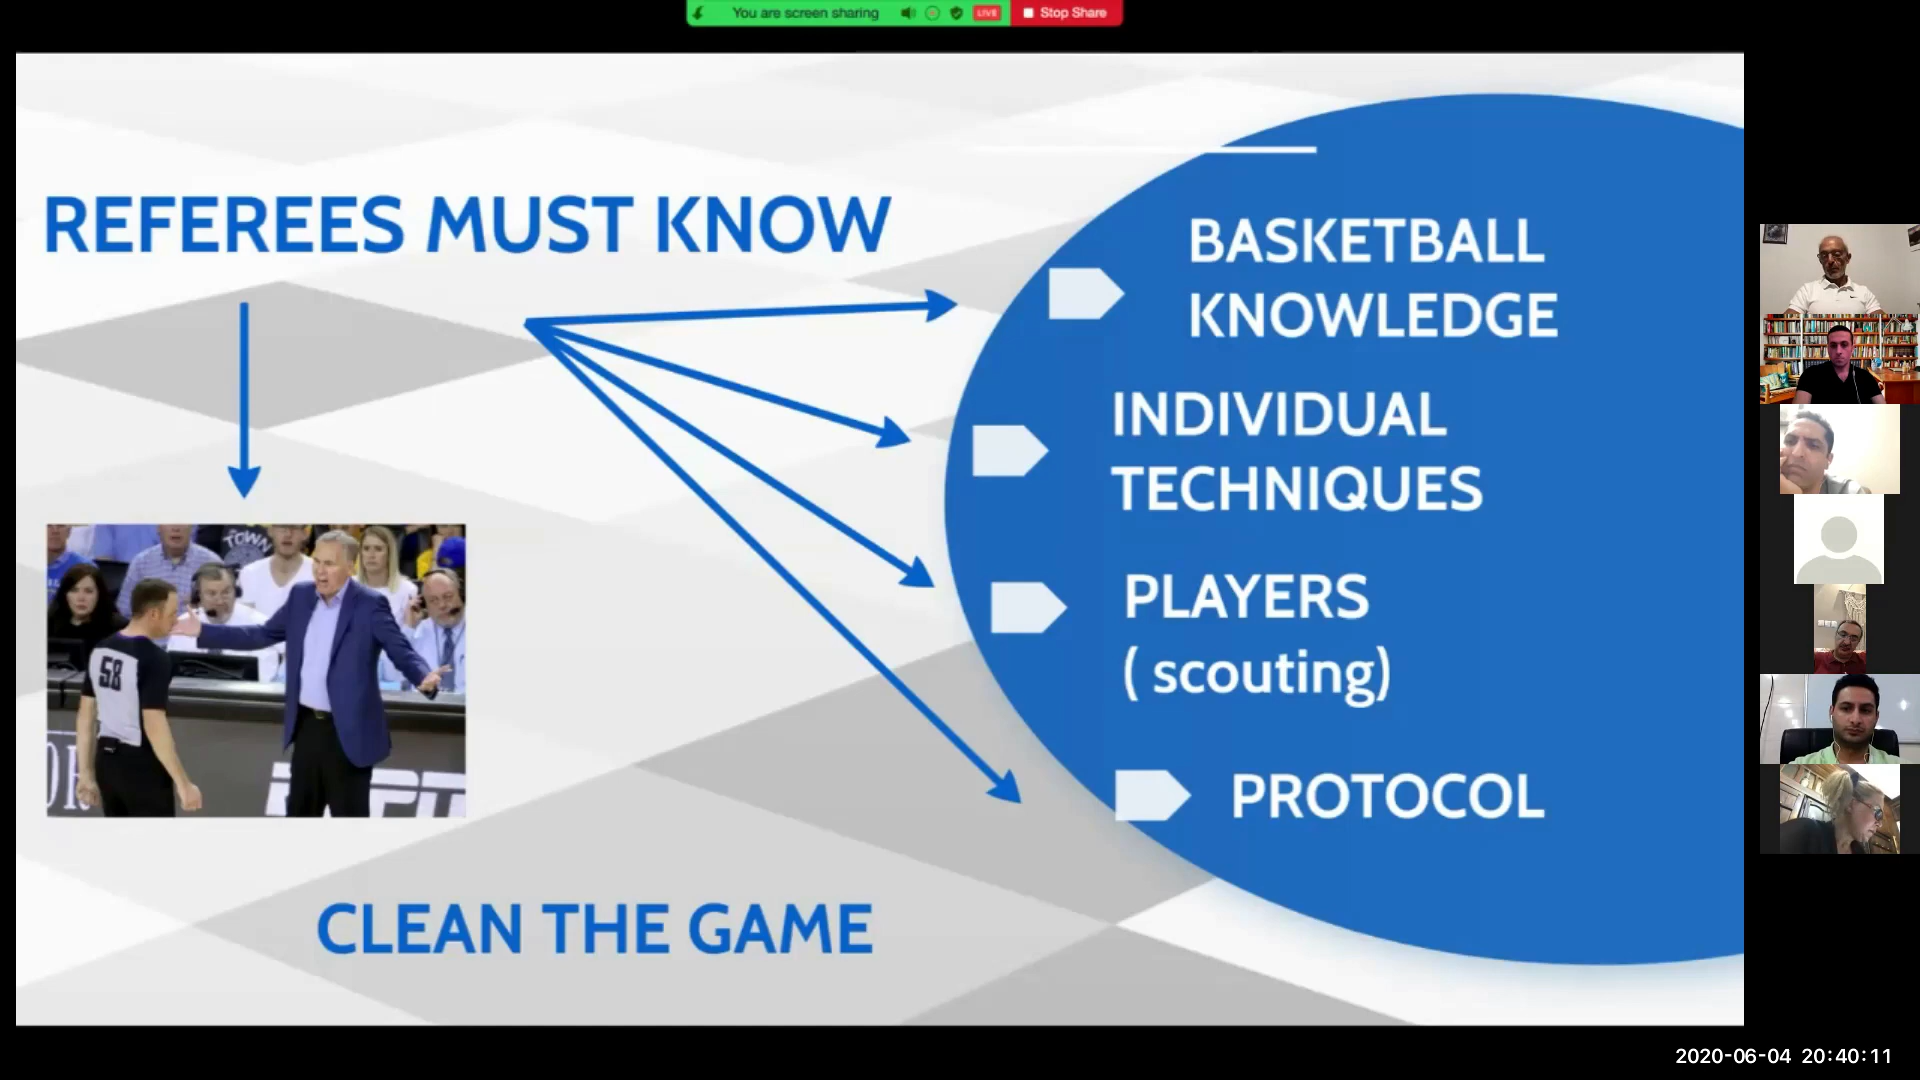 You are screen sharing
LIVE
Stop Share
REFEREES MUST KNOW
BASKETBALL
KNOWLEDGE
INDIVIDUAL
TECHNIQUES
PLAYERS
( scouting)
PROTOCOL
TOWN
58
CLEAN THE GAME
2020-06-04 20:40:11